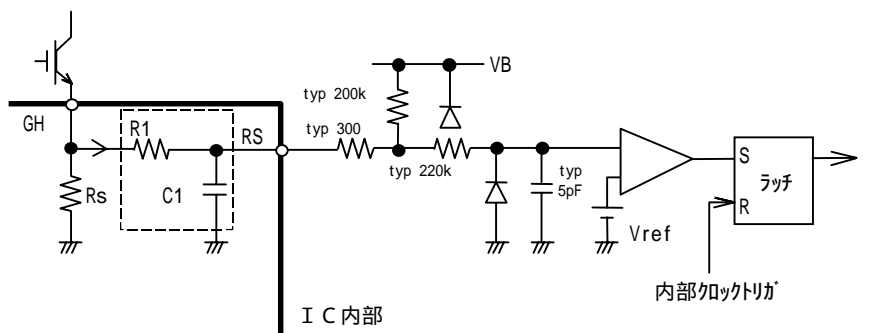 VB
typ 200k
GH
R1
RS
typ 300
typ 220k
typ
5pF
S
ラッチ
R
Rs
C1
Vref
内部クロックトリガ
IC内部